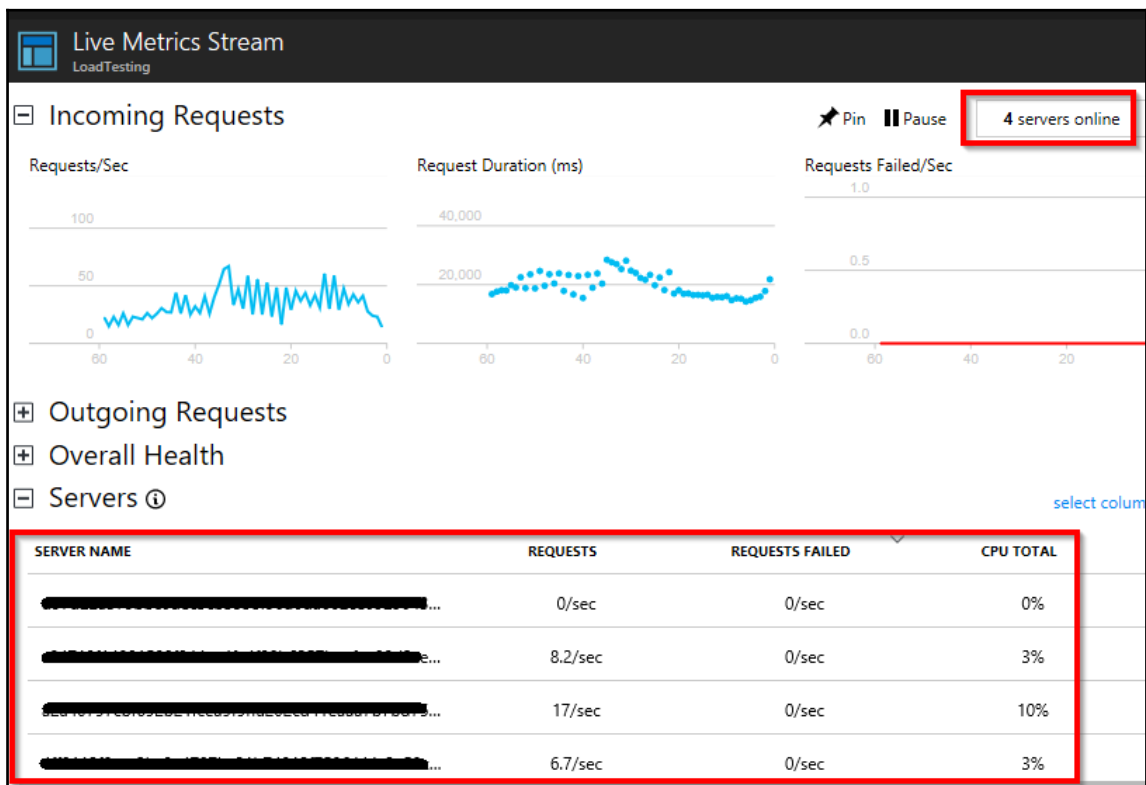 Live Metrics Stream
LoadTesting
Incoming Requests
Pin Pause 4 servers online
Requests/Sec Request Duration (ms) Requests Failed/Sec
100 40,000 1.0
50 20,000 0.5
0 0.0
60 40 20 0 60 40 20 0 60 40 20
Outgoing Requests
Overall Health
Servers
select colum
SERVER NAME REQUESTS REQUESTS FAILED CPU TOTAL
... 0/sec 0/sec 0%
e... 8.2/sec 0/sec 3%
... 17/sec 0/sec 10%
... 6.7/sec 0/sec 3%